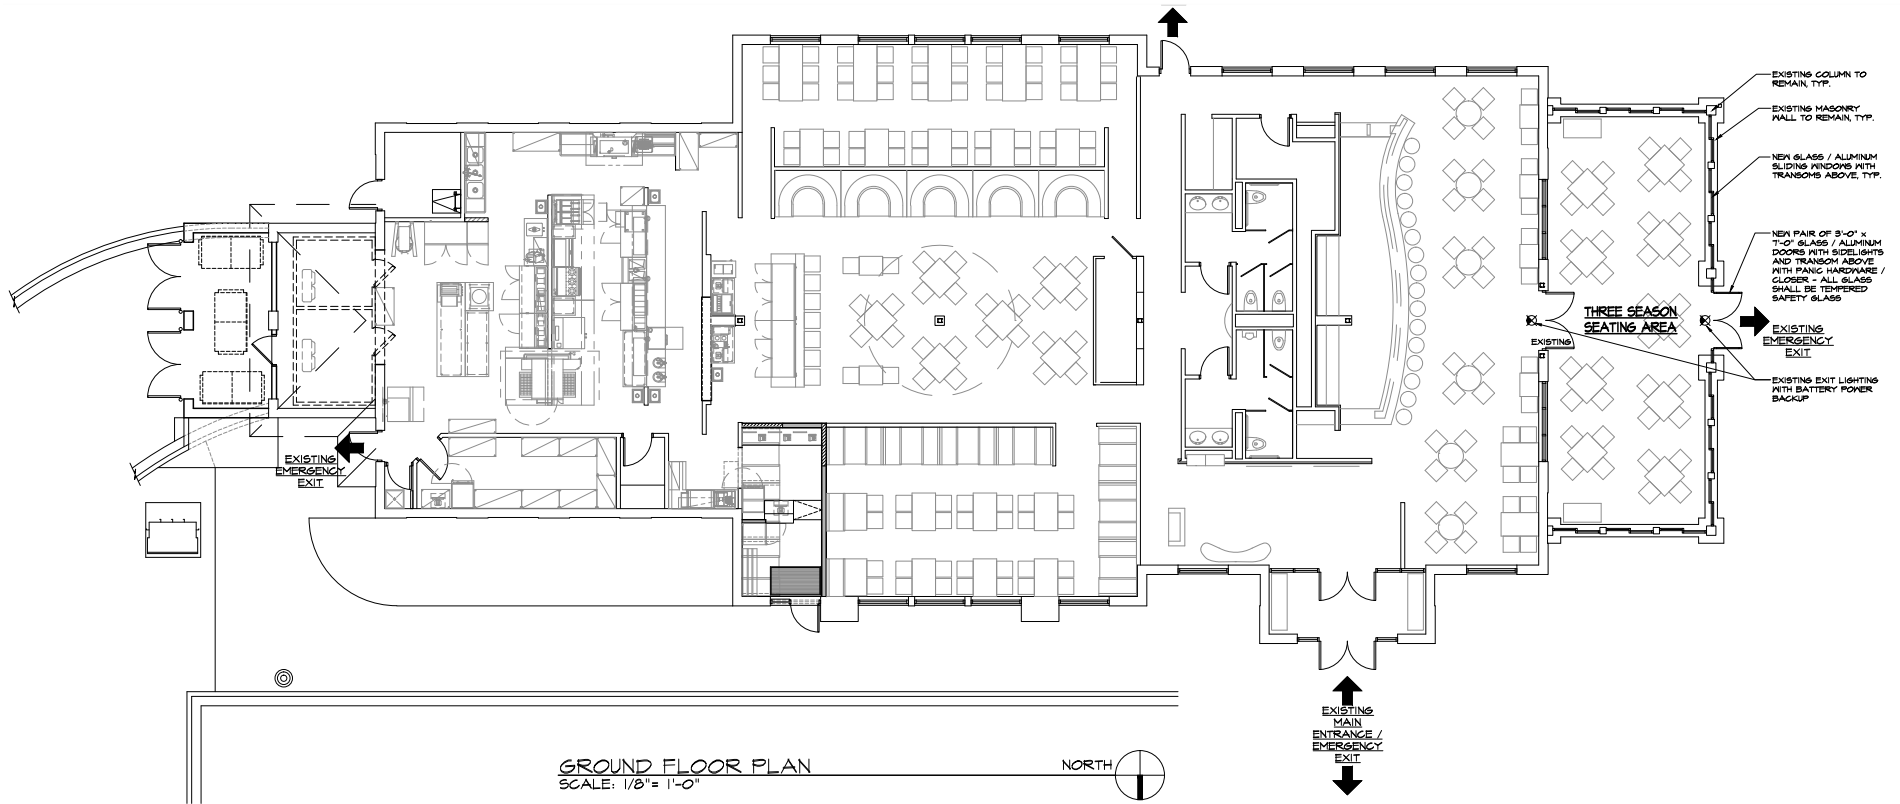 EXISTING COLUMN TO
REMAIN, TYP.
EXISTING MASONRY
WALL TO REMAIN, TYP.
NEW GLASS / ALUMINUM
SLIDING WINDOWS WITH
TRANSOMS ABOVE, TYP.
NEW PAIR OF 3'-0" x
7'-0" GLASS / ALUMINUM
DOORS WITH SIDELIGHTS
AND TRANSOM ABOVE
WITH PANIC HARDWARE /
CLOSER - ALL GLASS
SHALL BE TEMPERED
SAFETY GLASS
THREE SEASON
SEATING AREA
EXISTING
EXISTING
EMERGENCY
EXIT
EXISTING EXIT LIGHTING
WITH BATTERY POWER
BACKUP
EXISTING
EMERGENCY
EXIT
EXISTING
MAIN
ENTRANCE /
EMERGENCY
EXIT
GROUND FLOOR PLAN
SCALE: 1/8"= 1'-0"
NORTH